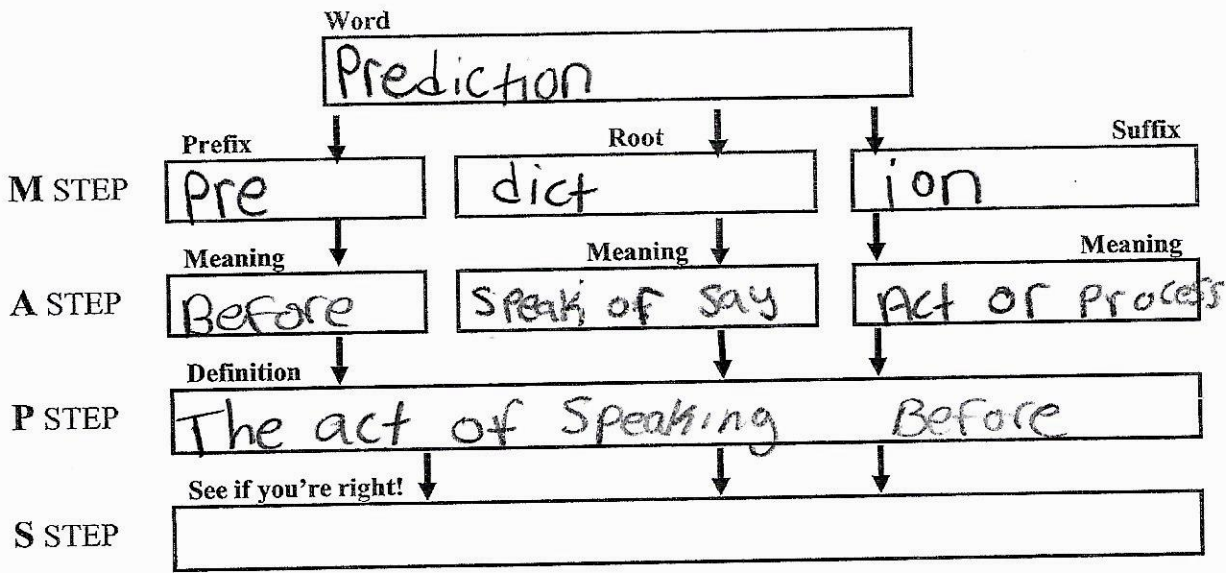 Word
Prediction
Prefix Root Suffix
M STEP Pre dict ion
Meaning Meaning Meaning
A STEP Before Speak of say Act or Process
Definition
P STEP The act of Speaking Before
See if you're right!
S STEP